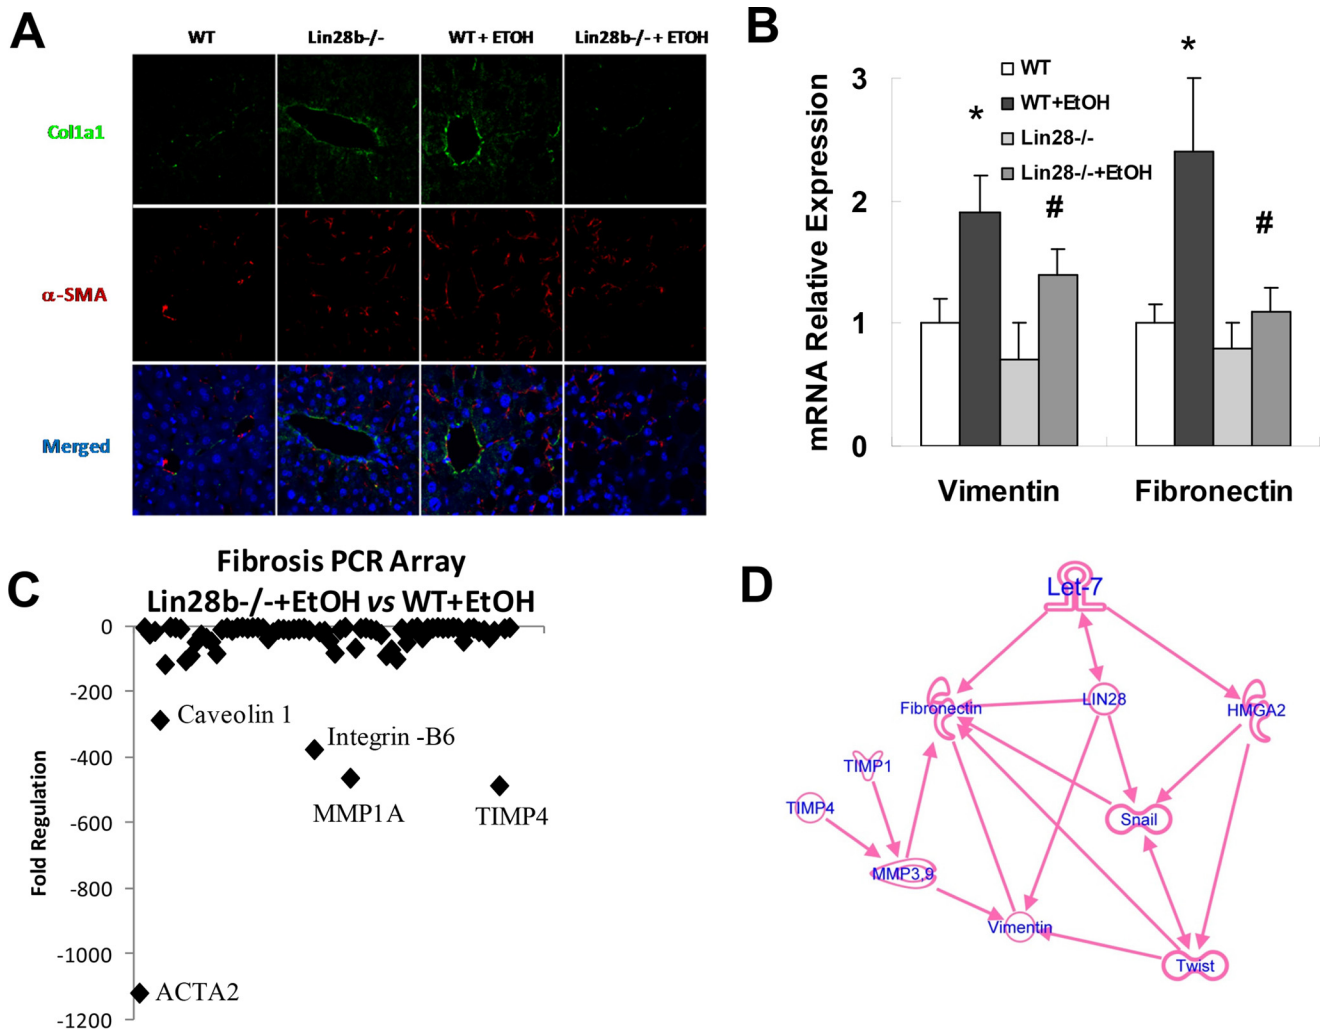 A
WT
Lin28b-/-
WT + ETOH
Lin28b-/- + ETOH
Col1a1
α-SMA
Merged
B
mRNA Relative Expression
3
2
1
0
WT
WT+EtOH
Lin28-/-
Lin28-/-+EtOH
*
*
#
#
Vimentin
Fibronectin
C
Fibrosis PCR Array
Lin28b-/-+EtOH vs WT+EtOH
Fold Regulation
0
-200
-400
-600
-800
-1000
-1200
Caveolin 1
Integrin -B6
MMP1A
TIMP4
ACTA2
D
Let-7
Fibronectin
LIN28
HMGA2
TIMP1
TIMP4
Snail
MMP3,9
Vimentin
Twist